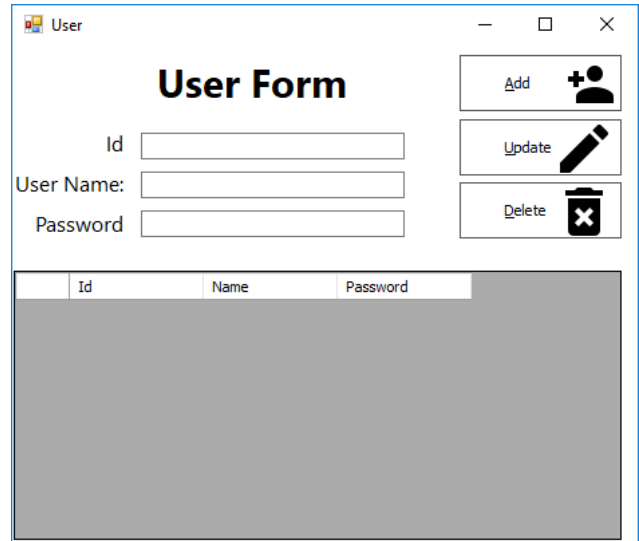 User
User Form
Add
Id
Update
User Name:
Password
Delete
Id Name Password